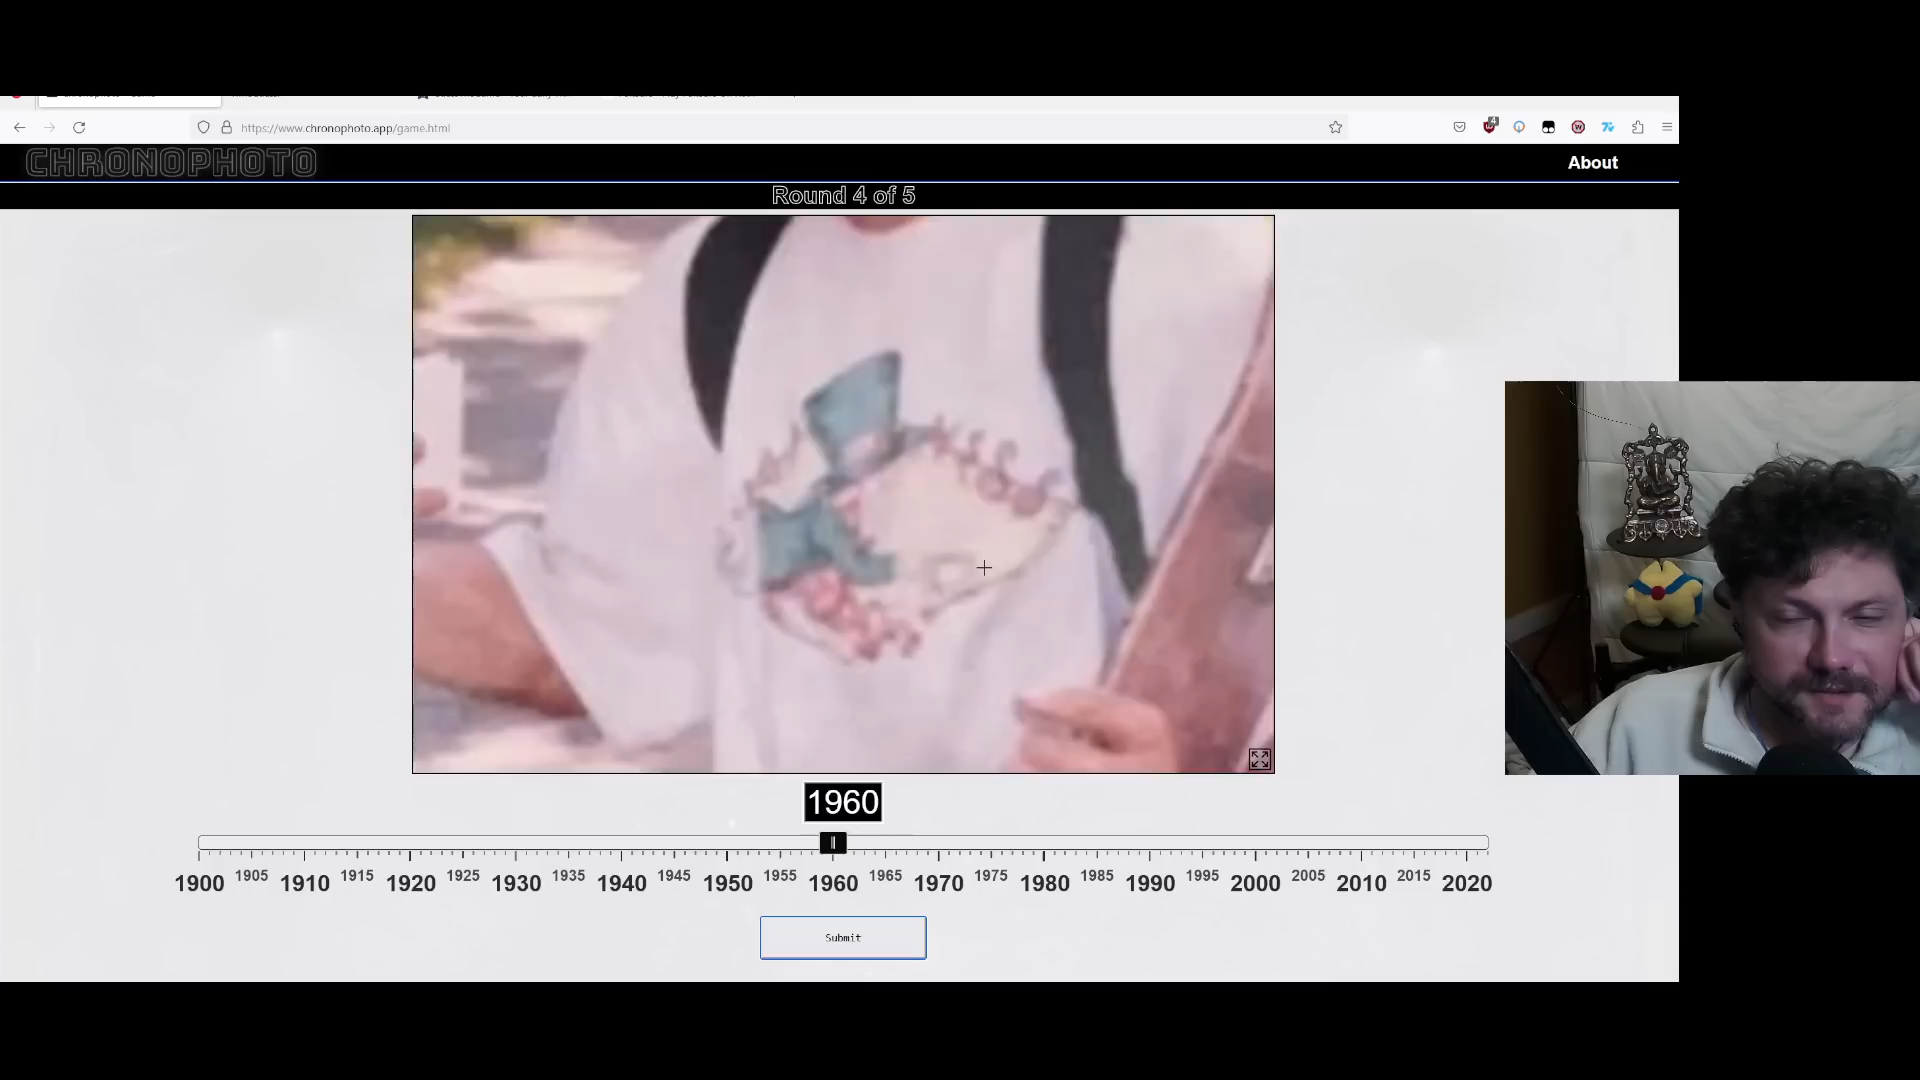 https://www.chronophoto.app/game.html
CHRONOPHOTO
About
Round 4 of 5
1960
1900 1905 1910 1915 1920 1925 1930 1935 1940 1945 1950 1955 1960 1965 1970 1975 1980 1985 1990 1995 2000 2005 2010 2015 2020
Submit